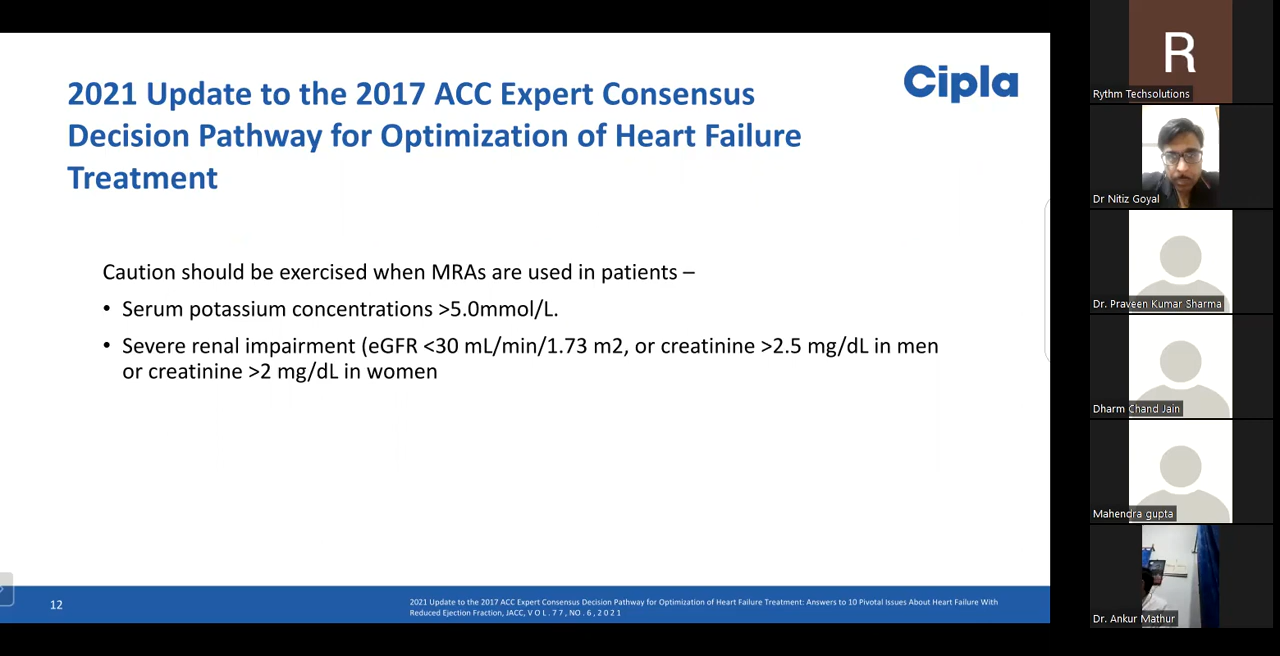 2021 Update to the 2017 ACC Expert Consensus
Decision Pathway for Optimization of Heart Failure
Treatment
Cipla
Caution should be exercised when MRAs are used in patients –
• Serum potassium concentrations >5.0mmol/L.
• Severe renal impairment (eGFR <30 mL/min/1.73 m2, or creatinine >2.5 mg/dL in men
or creatinine >2 mg/dL in women
12
2021 Update to the 2017 ACC Expert Consensus Decision Pathway for Optimization of Heart Failure Treatment: Answers to 10 Pivotal Issues About Heart Failure With
Reduced Ejection Fraction, JACC, V O L . 7 7 , NO . 6 , 2 0 2 1
R
Rythm Techsolutions
Dr Nitiz Goyal
Dr. Praveen Kumar Sharma
Dharm Chand Jain
Mahendra gupta
Dr. Ankur Mathur